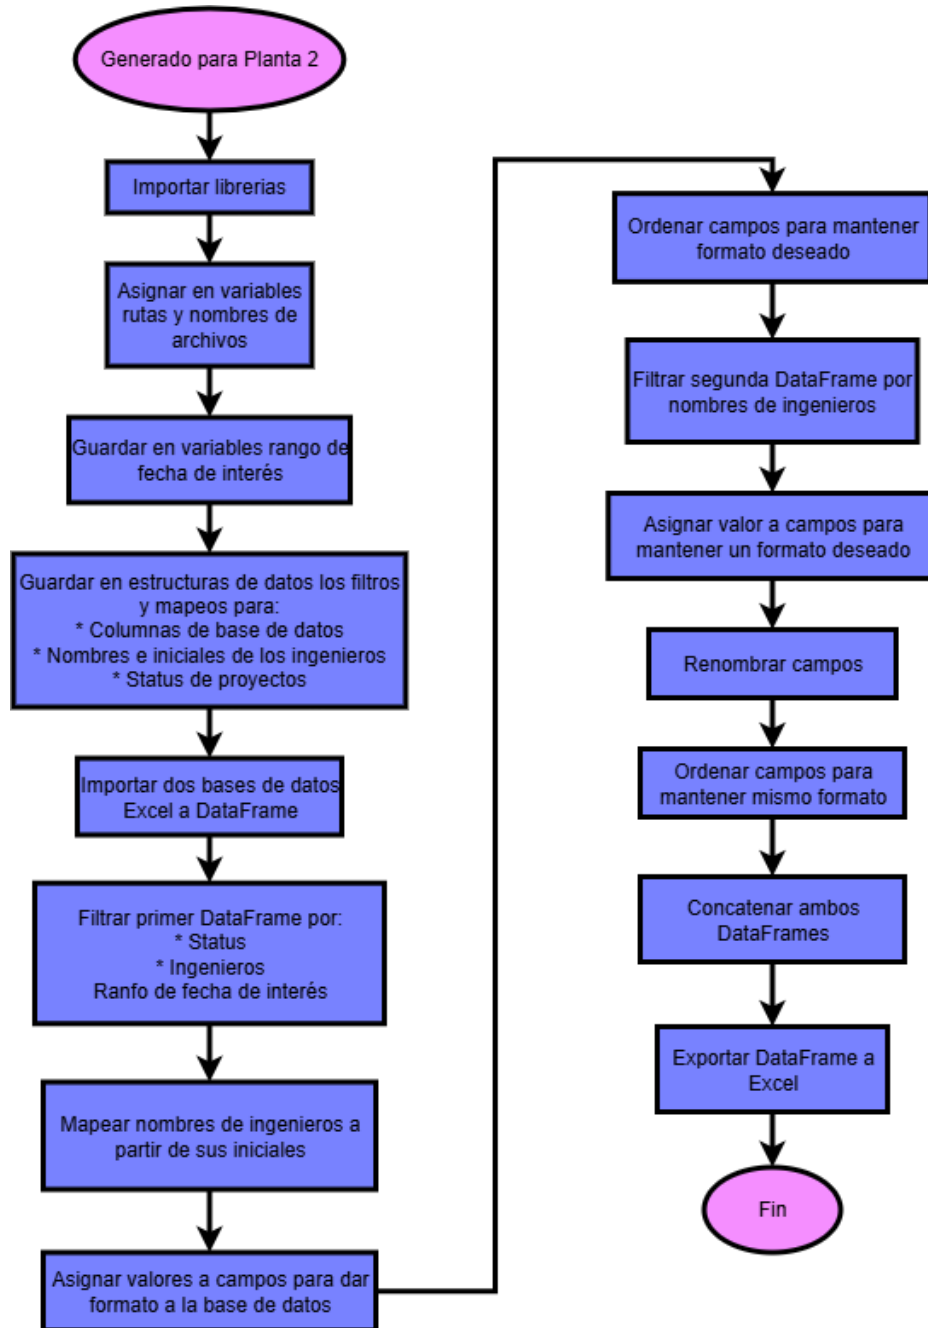 Generado para Planta 2
Importar librerias
Asignar en variables
rutas y nombres de
archivos
Guardar en variables rango de
fecha de interés
Guardar en estructuras de datos los filtros
y mapeos para:
* Columnas de base de datos
* Nombres e iniciales de los ingenieros
* Status de proyectos
Importar dos bases de datos
Excel a DataFrame
Filtrar primer DataFrame por:
* Status
* Ingenieros
Ranfo de fecha de interés
Mapear nombres de ingenieros a
partir de sus iniciales
Asignar valores a campos para dar
formato a la base de datos
Ordenar campos para mantener
formato deseado
Filtrar segunda DataFrame por
nombres de ingenieros
Asignar valor a campos para
mantener un formato deseado
Renombrar campos
Ordenar campos para
mantener mismo formato
Concatenar ambos
DataFrames
Exportar DataFrame a
Excel
Fin